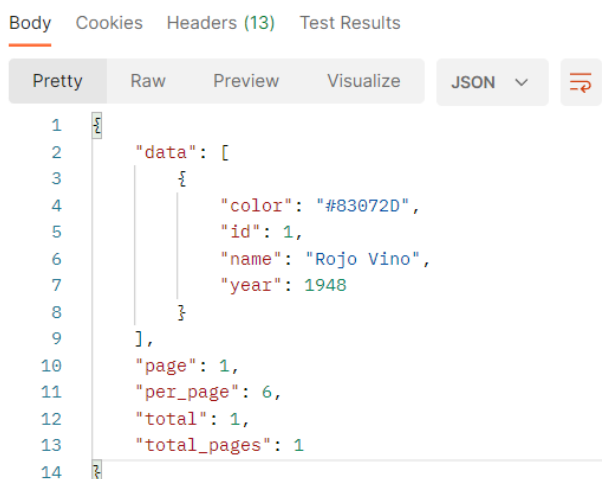 Body Cookies Headers (13) Test Results
Pretty Raw Preview Visualize JSON
1 {
2 "data": [
3 {
4 "color": "#83072D",
5 "id": 1,
6 "name": "Rojo Vino",
7 "year": 1948
8 }
9 ],
10 "page": 1,
11 "per_page": 6,
12 "total": 1,
13 "total_pages": 1
14 }